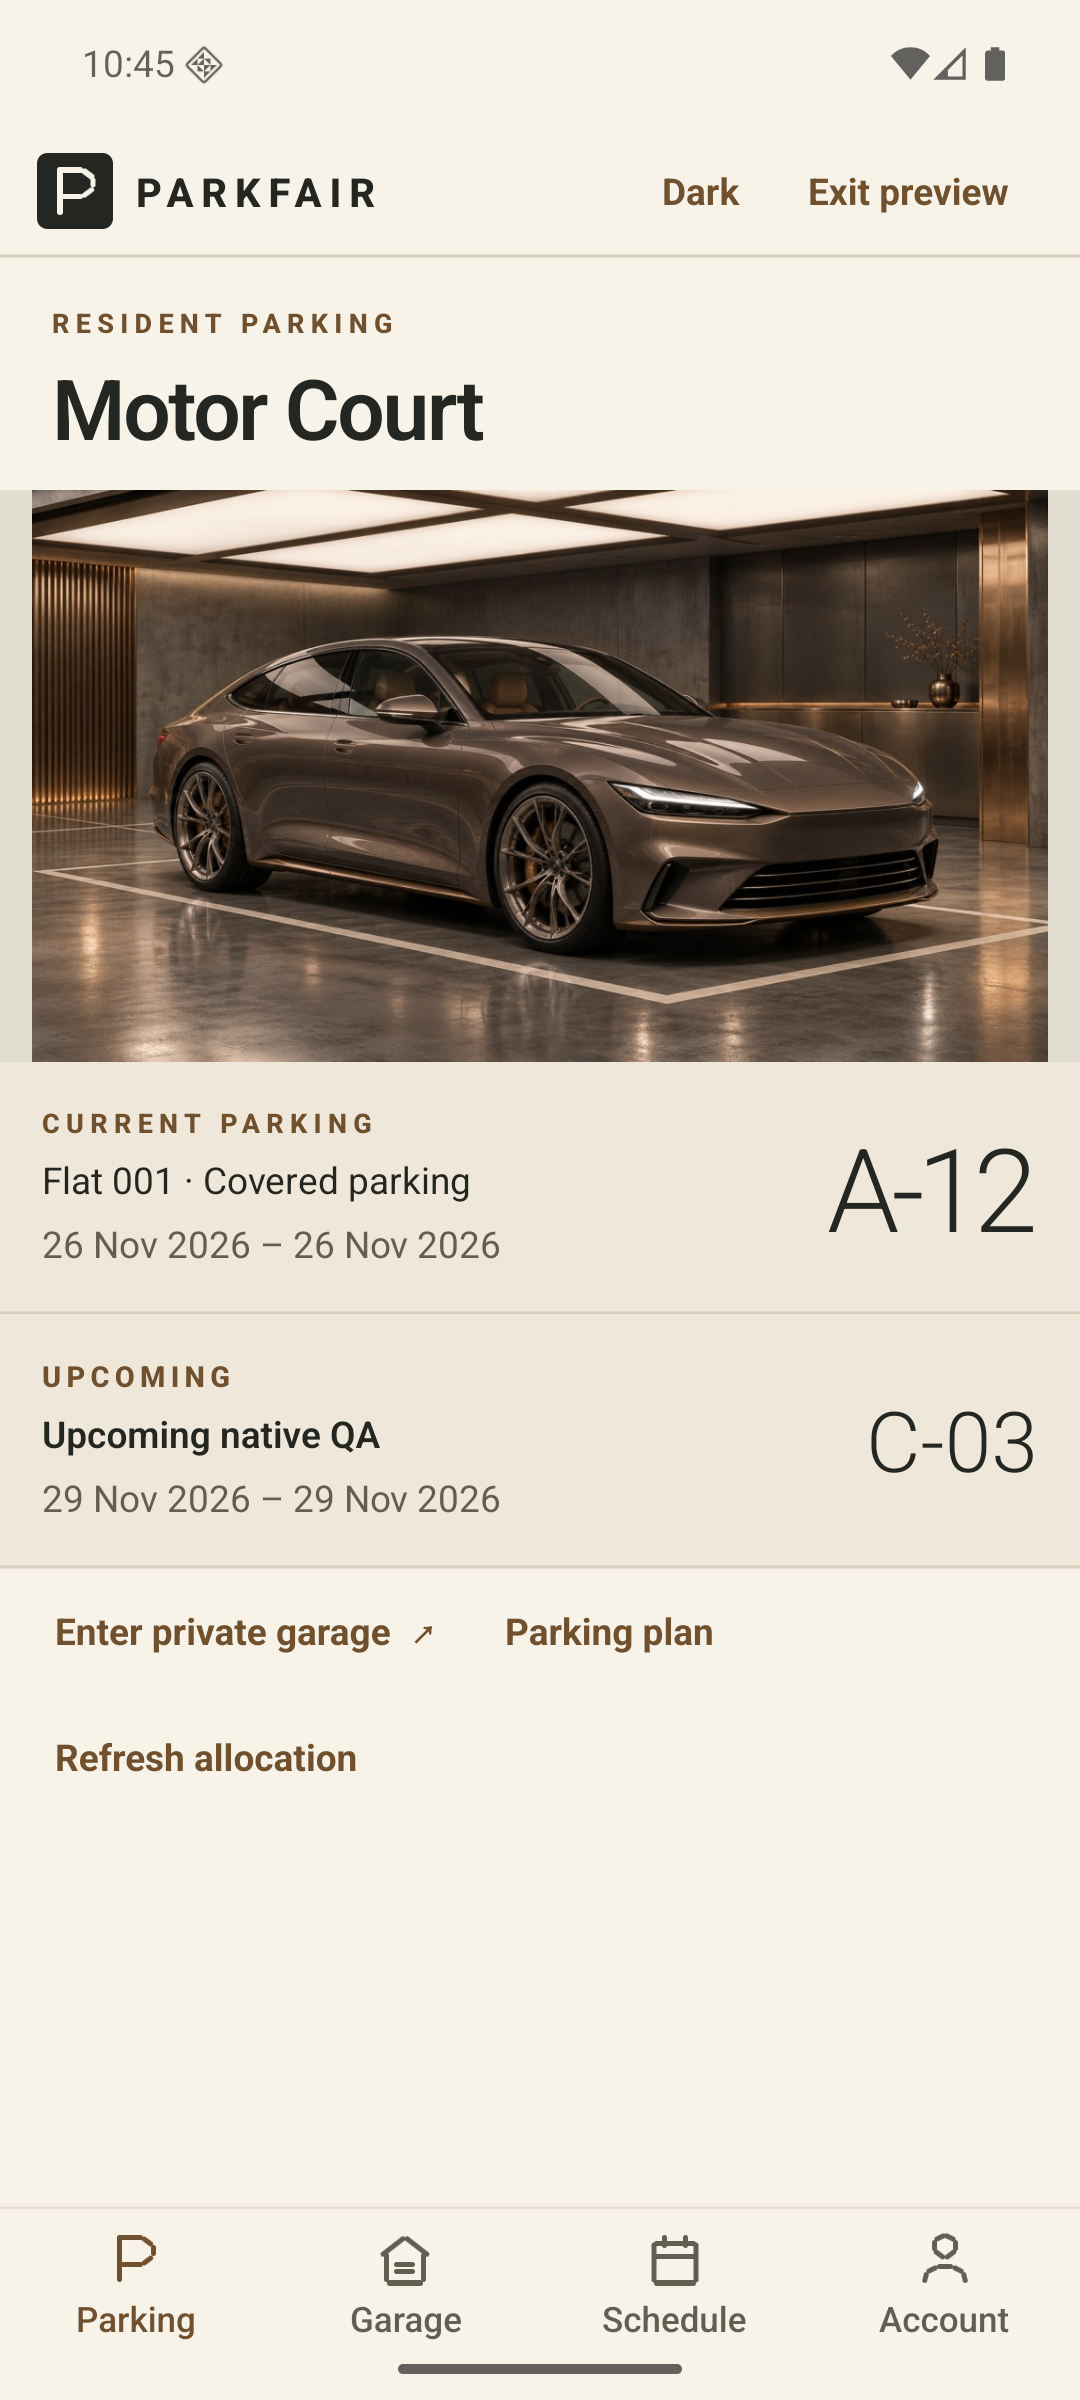 10:45
PARKFAIR
Dark
Exit preview
RESIDENT PARKING
Motor Court
CURRENT PARKING
Flat 001 · Covered parking
26 Nov 2026 – 26 Nov 2026
A-12
UPCOMING
Upcoming native QA
29 Nov 2026 – 29 Nov 2026
C-03
Enter private garage ↗
Parking plan
Refresh allocation
Parking
Garage
Schedule
Account